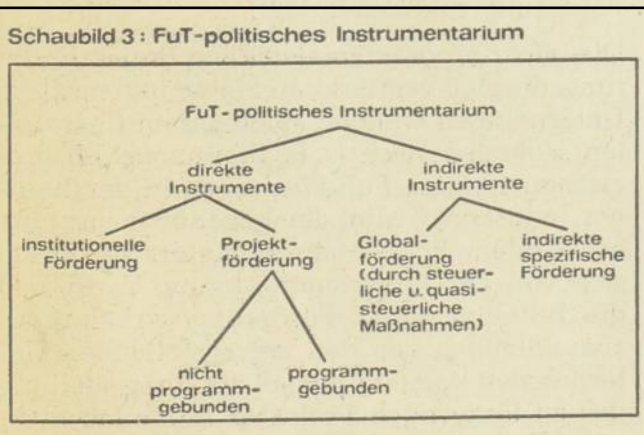 Schaubild 3: FuT-politisches Instrumentarium
FuT-politisches Instrumentarium
direkte
Instrumente
indirekte
Instrumente
institutionelle
Förderung
Projekt-
förderung
Global-
förderung
(durch steuer-
liche u. quasi-
steuerliche
Maßnahmen)
indirekte
spezifische
Förderung
nicht
programm-
gebunden
programm-
gebunden